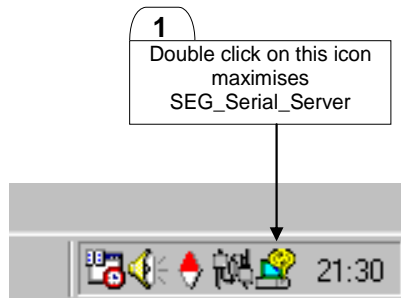 1
Double click on this icon
maximises
SEG_Serial_Server
21:30